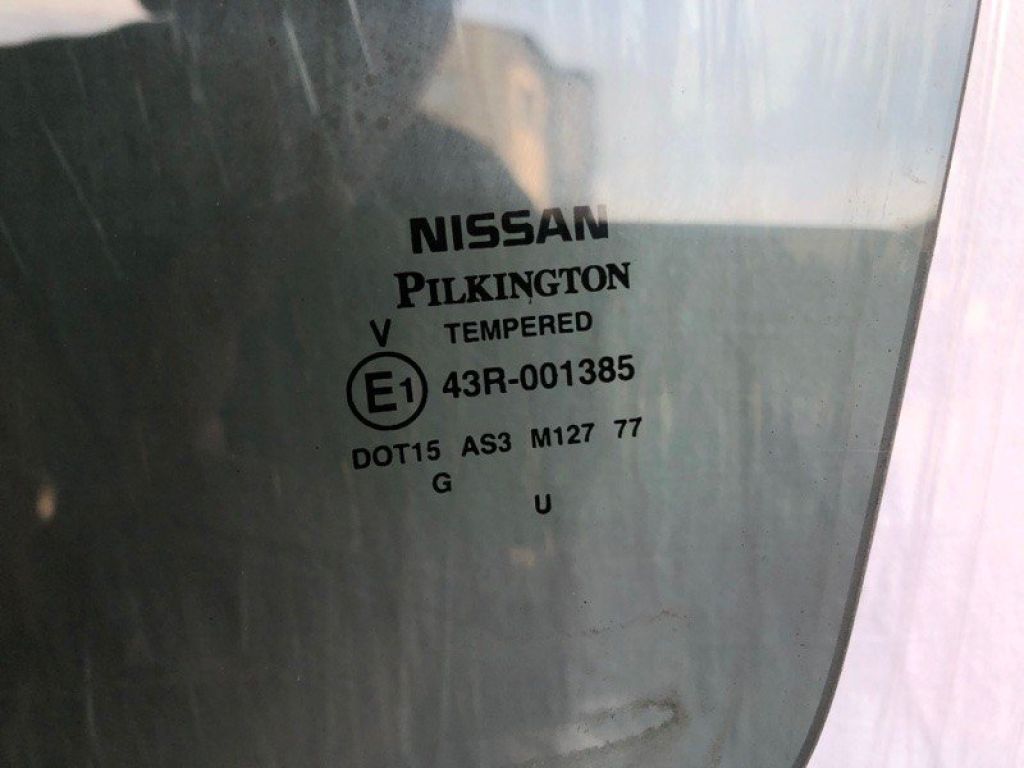 NISSAN
PILKINGTON
V TEMPERED
E1 43R-001385
DOT15 AS3 M127 77
G
U